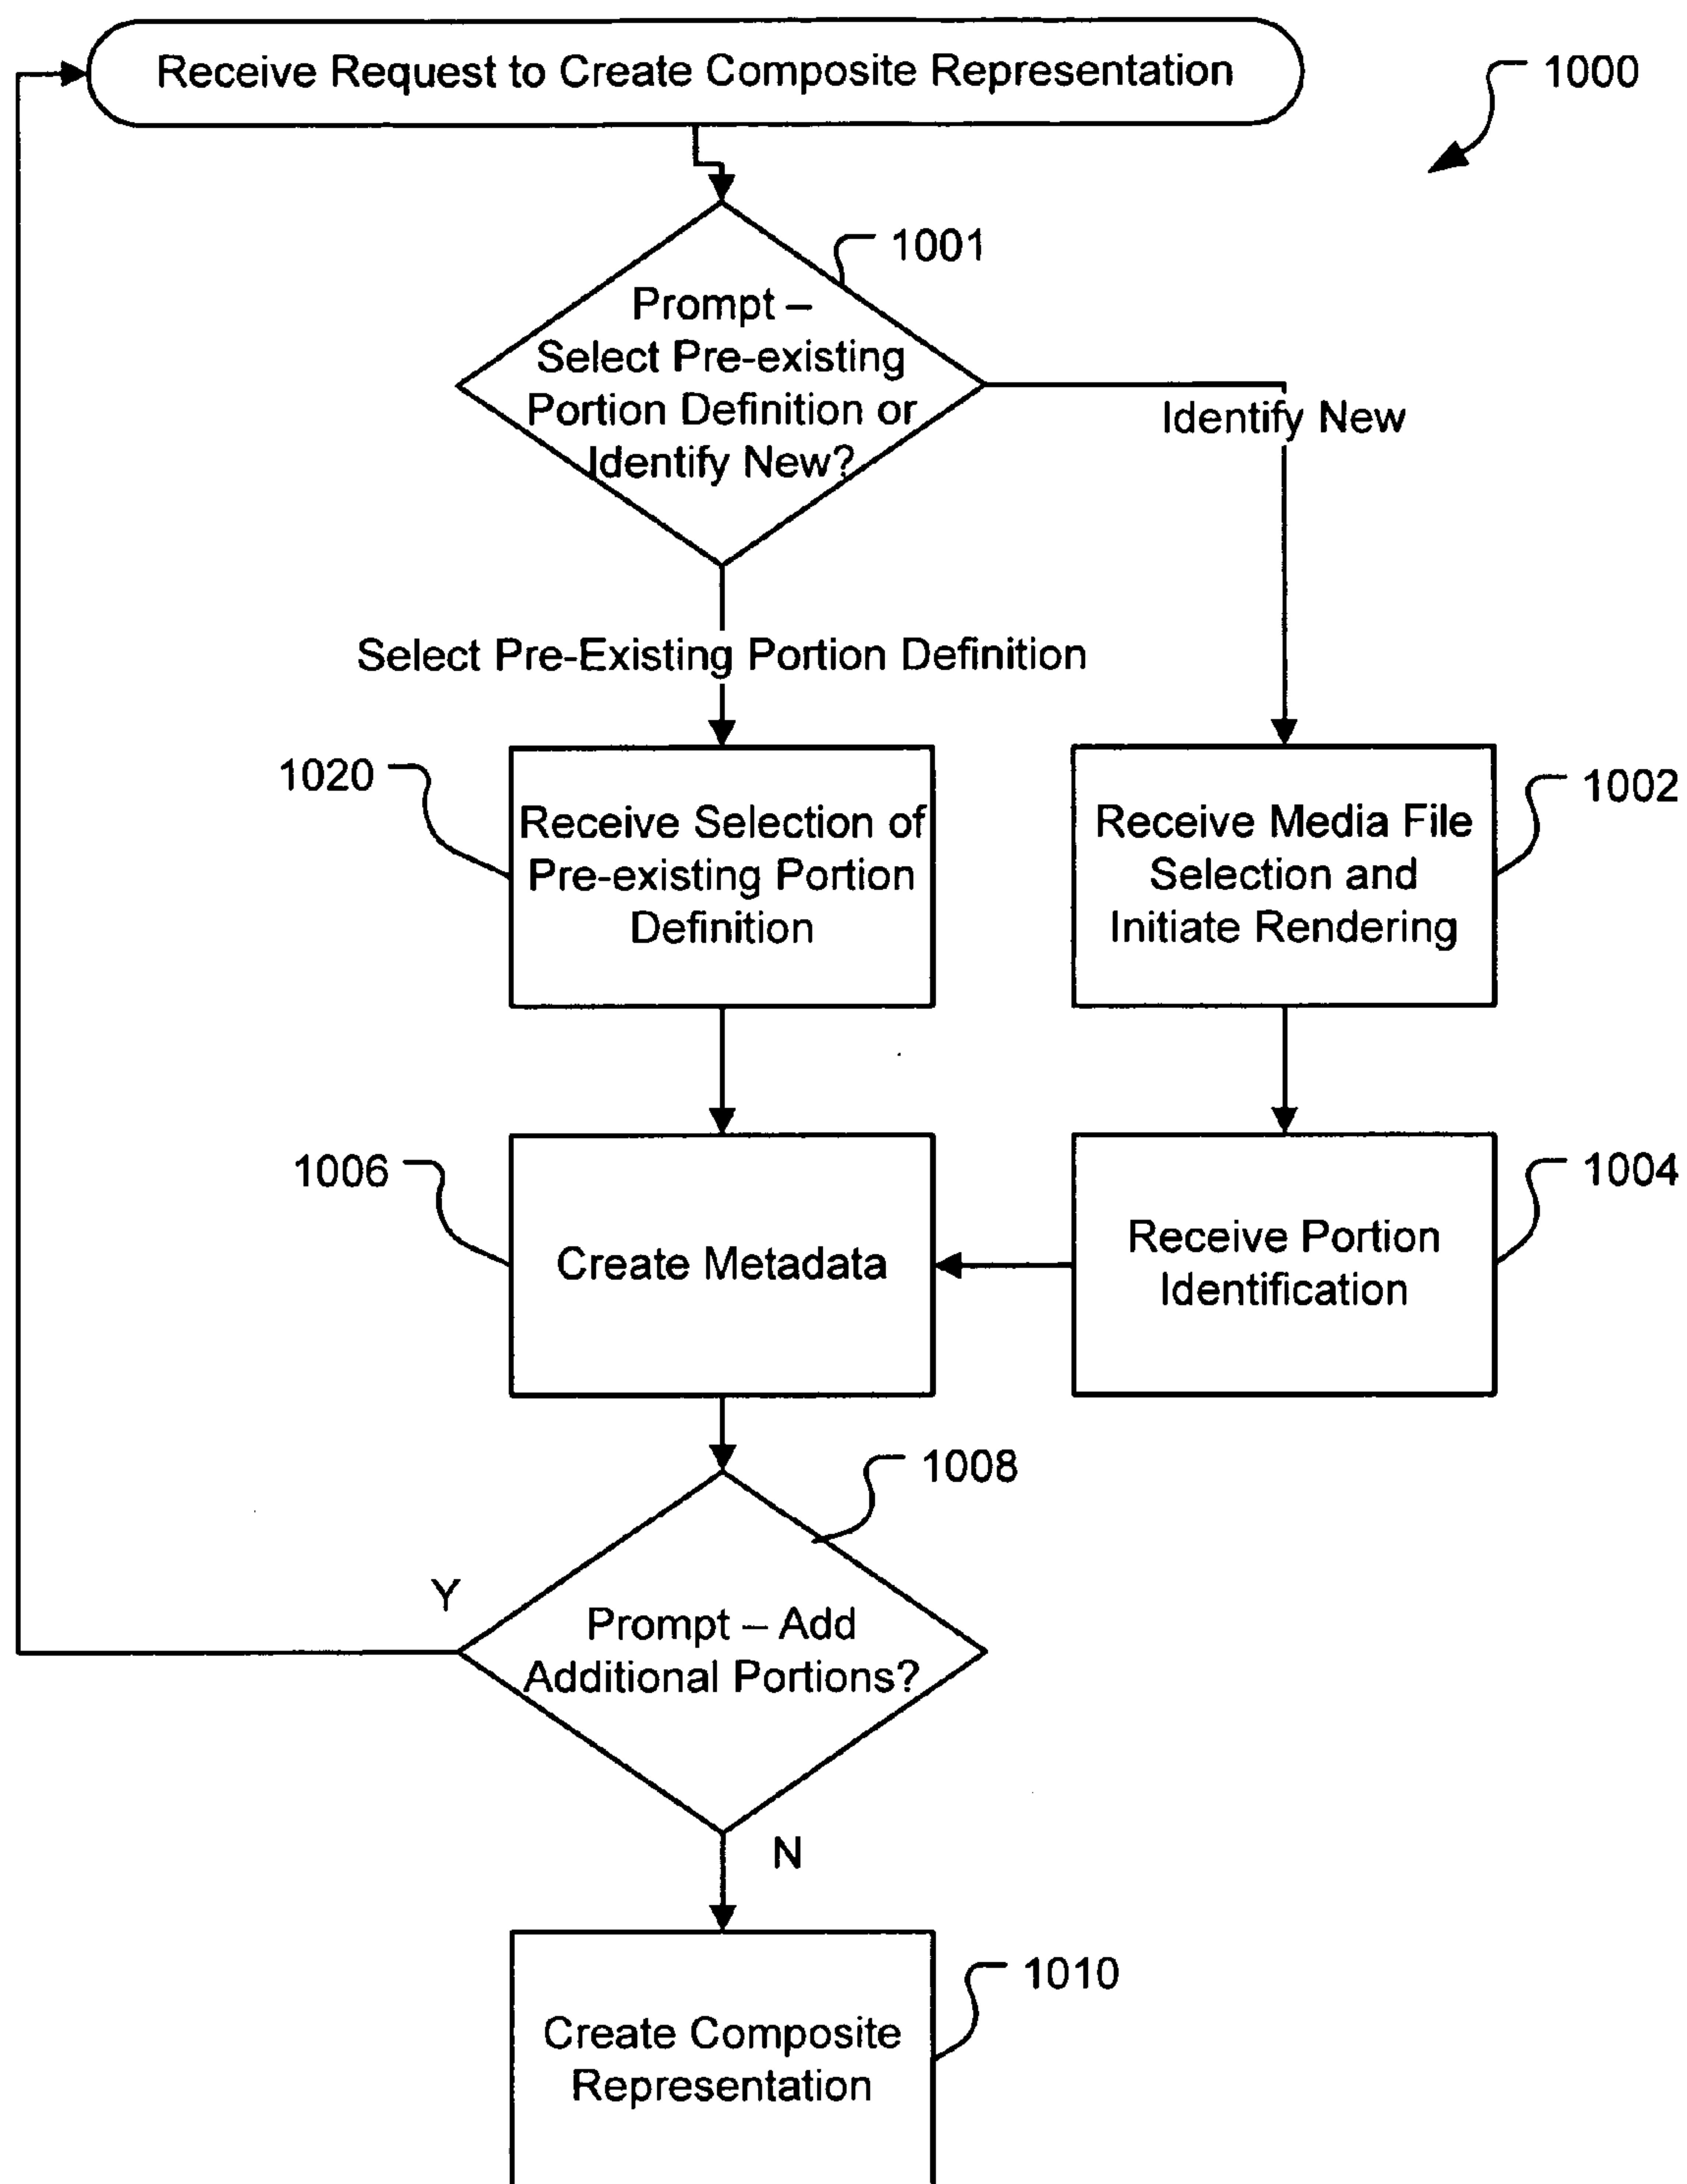 Receive Request to Create Composite Representation
1000
1001
Prompt –
Select Pre-existing
Portion Definition or
Identify New?
Identify New
Select Pre-Existing Portion Definition
1020
Receive Selection of
Pre-existing Portion
Definition
1002
Receive Media File
Selection and
Initiate Rendering
1006
Create Metadata
1004
Receive Portion
Identification
1008
Y
Prompt – Add
Additional Portions?
N
1010
Create Composite
Representation